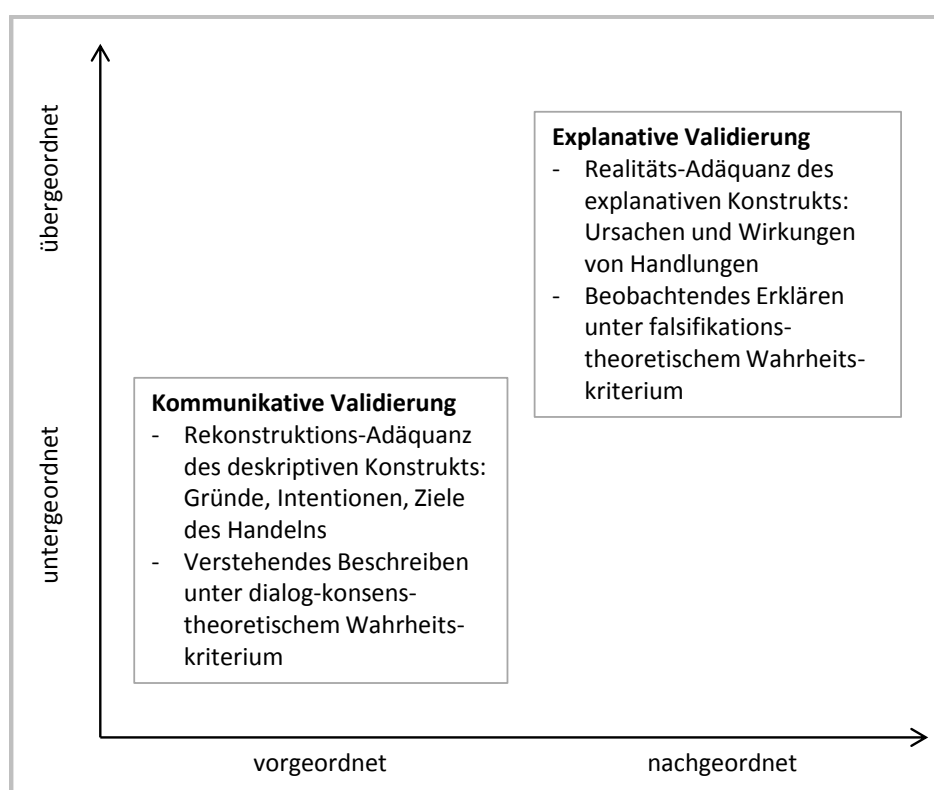 übergeordnet
Explanative Validierung
- Realitäts-Adäquanz des
explanativen Konstrukts:
Ursachen und Wirkungen
von Handlungen
- Beobachtendes Erklären
unter falsifikations-
theoretischem Wahrheits-
kriterium
untergeordnet
Kommunikative Validierung
- Rekonstruktions-Adäquanz
des deskriptiven Konstrukts:
Gründe, Intentionen, Ziele
des Handelns
- Verstehendes Beschreiben
unter dialog-konsens-
theoretischem Wahrheits-
kriterium
vorgeordnet
nachgeordnet